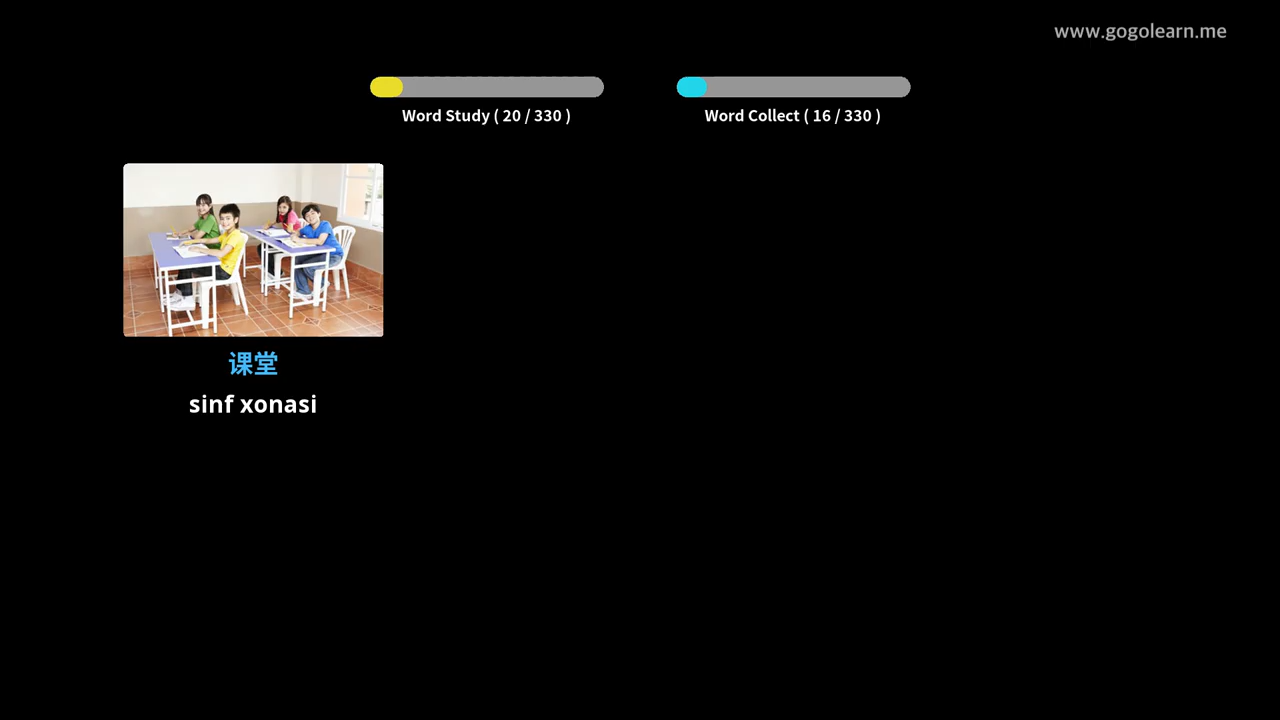 www.gogolearn.me
Word Study ( 20 / 330 )
Word Collect ( 16 / 330 )
课堂
sinf xonasi